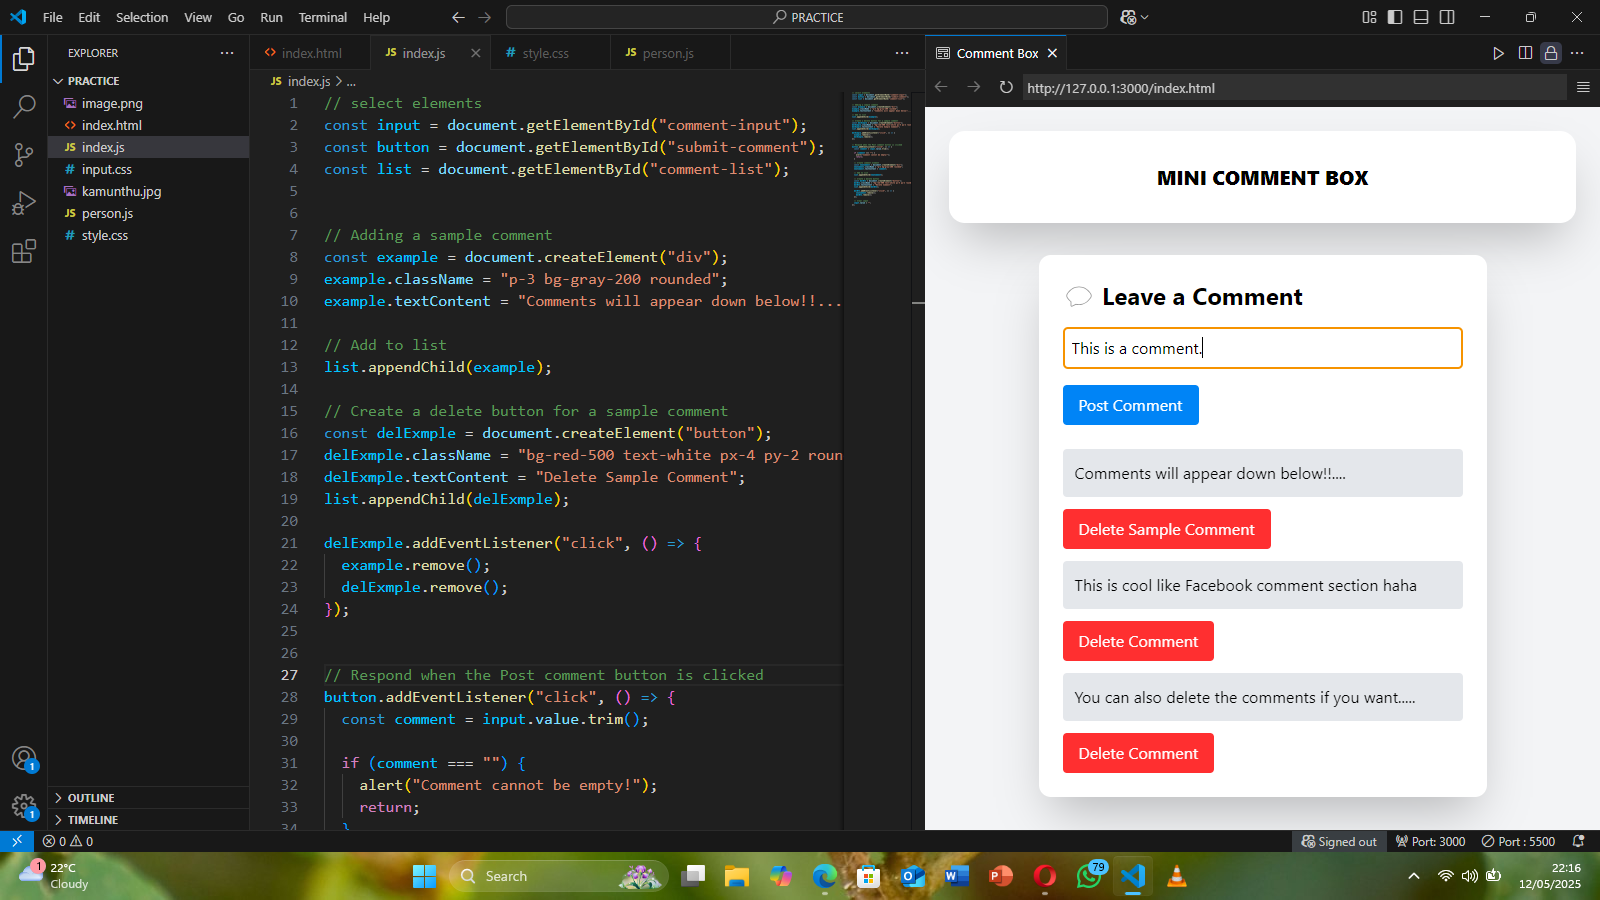 File Edit Selection View Go Run Terminal Help
PRACTICE
EXPLORER
PRACTICE
image.png
index.html
JS index.js
# input.css
kamunthu.jpg
JS person.js
# style.css
OUTLINE
TIMELINE
1
1
index.html
JS index.js
# style.css
JS person.js
JS index.js > ...
1 // select elements
2 const input = document.getElementById("comment-input");
3 const button = document.getElementById("submit-comment");
4 const list = document.getElementById("comment-list");
5
6
7 // Adding a sample comment
8 const example = document.createElement("div");
9 example.className = "p-3 bg-gray-200 rounded";
10 example.textContent = "Comments will appear down below!!...
11
12 // Add to list
13 list.appendChild(example);
14
15 // Create a delete button for a sample comment
16 const delExmple = document.createElement("button");
17 delExmple.className = "bg-red-500 text-white px-4 py-2 roun
18 delExmple.textContent = "Delete Sample Comment";
19 list.appendChild(delExmple);
20
21 delExmple.addEventListener("click", () => {
22 example.remove();
23 delExmple.remove();
24 });
25
26
27 // Respond when the Post comment button is clicked
28 button.addEventListener("click", () => {
29 const comment = input.value.trim();
30
31 if (comment === "") {
32 alert("Comment cannot be empty!");
33 return;
34 }
Comment Box
http://127.0.0.1:3000/index.html
MINI COMMENT BOX
Leave a Comment
This is a comment.
Post Comment
Comments will appear down below!!....
Delete Sample Comment
This is cool like Facebook comment section haha
Delete Comment
You can also delete the comments if you want.....
Delete Comment
0 0
Signed out
Port: 3000
Port : 5500
1
22°C
Cloudy
Search
79
22:16
12/05/2025